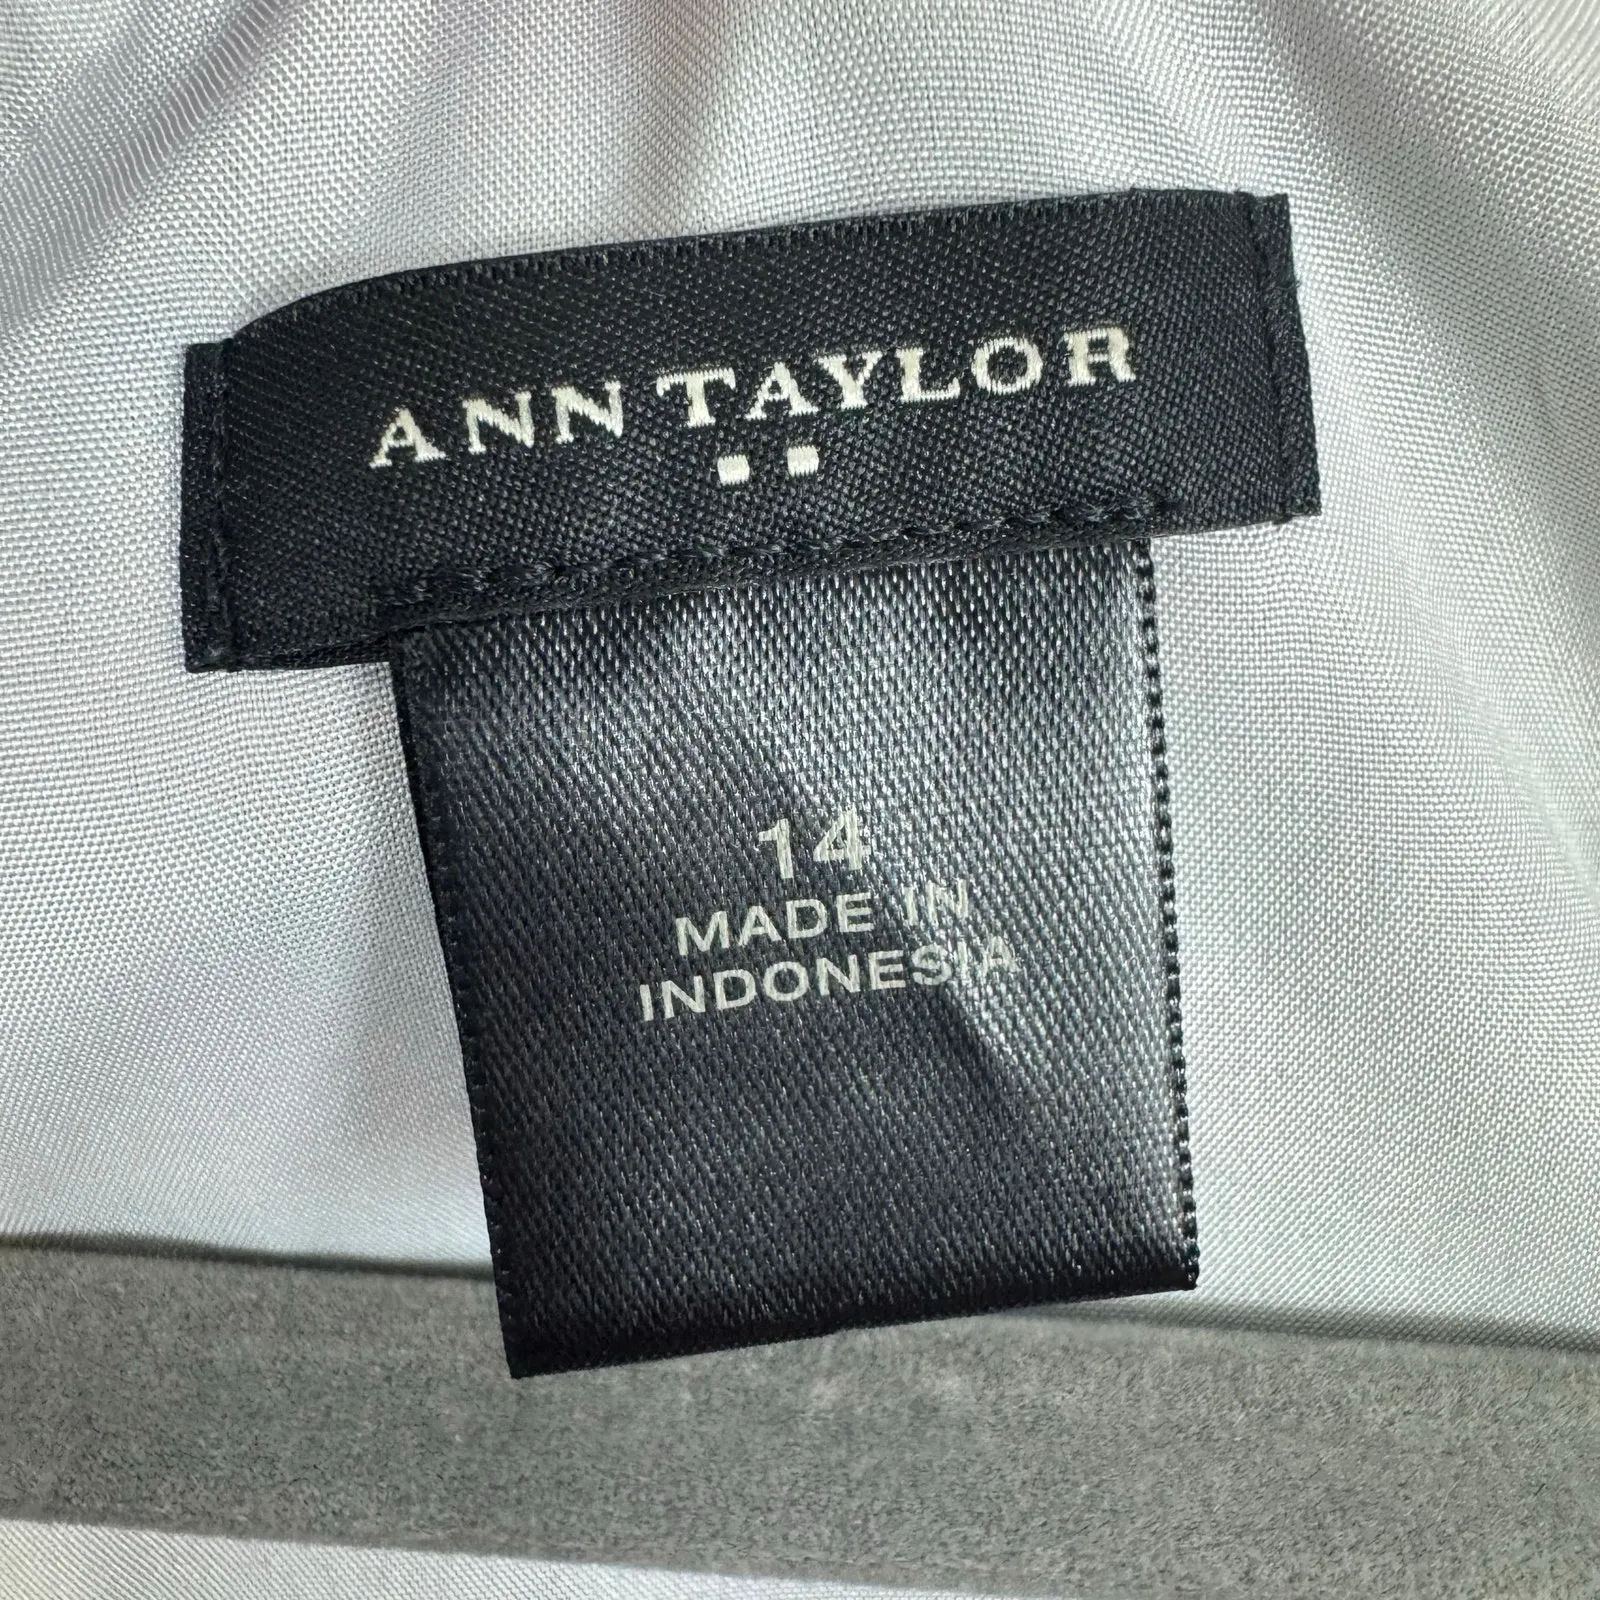 ANN TAYLOR
14
MADE IN
INDONESIA